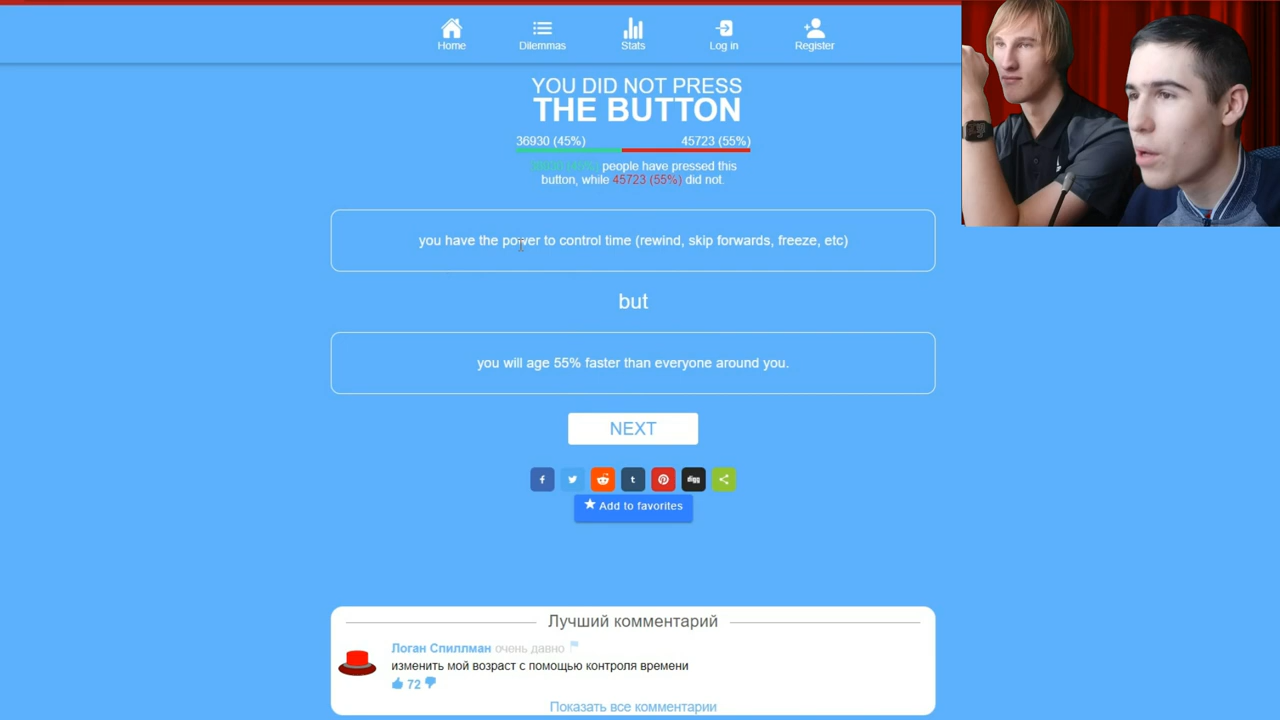 Home
Dilemmas
Stats
Log in
Register
YOU DID NOT PRESS
THE BUTTON
36930 (45%)
45723 (55%)
36930 (45%) people have pressed this
button, while 45723 (55%) did not.
you have the power to control time (rewind, skip forwards, freeze, etc)
but
you will age 55% faster than everyone around you.
NEXT
f
t
digg
Add to favorites
Лучший комментарий
Логан Спиллман очень давно
изменить мой возраст с помощью контроля времени
72
Показать все комментарии